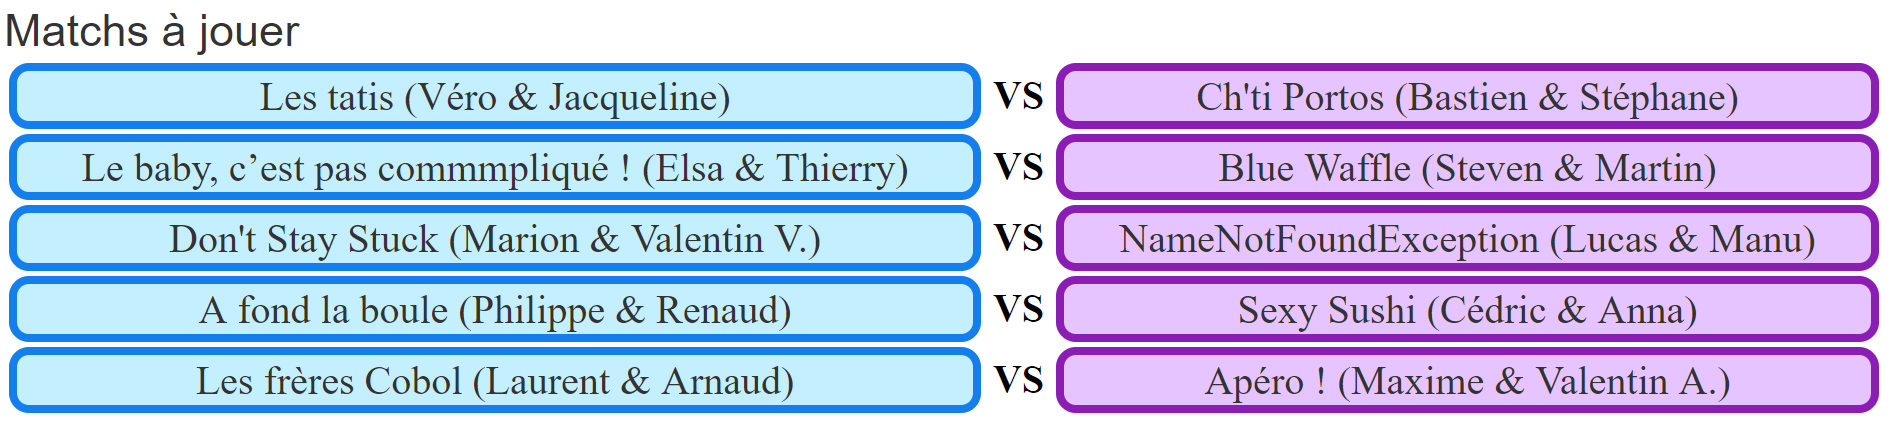 Matchs à jouer
Les tatis (Véro & Jacqueline) VS Ch'ti Portos (Bastien & Stéphane)
Le baby, c’est pas commmpliqué ! (Elsa & Thierry) VS Blue Waffle (Steven & Martin)
Don't Stay Stuck (Marion & Valentin V.) VS NameNotFoundException (Lucas & Manu)
A fond la boule (Philippe & Renaud) VS Sexy Sushi (Cédric & Anna)
Les frères Cobol (Laurent & Arnaud) VS Apéro ! (Maxime & Valentin A.)